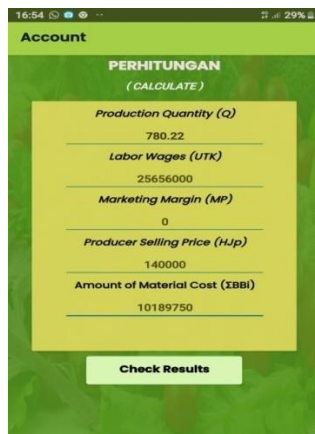 16:54 29%
Account
PERHITUNGAN
( CALCULATE )
Production Quantity (Q)
780.22
Labor Wages (UTK)
25656000
Marketing Margin (MP)
0
Producer Selling Price (HJp)
140000
Amount of Material Cost (ΣBBi)
10189750
Check Results